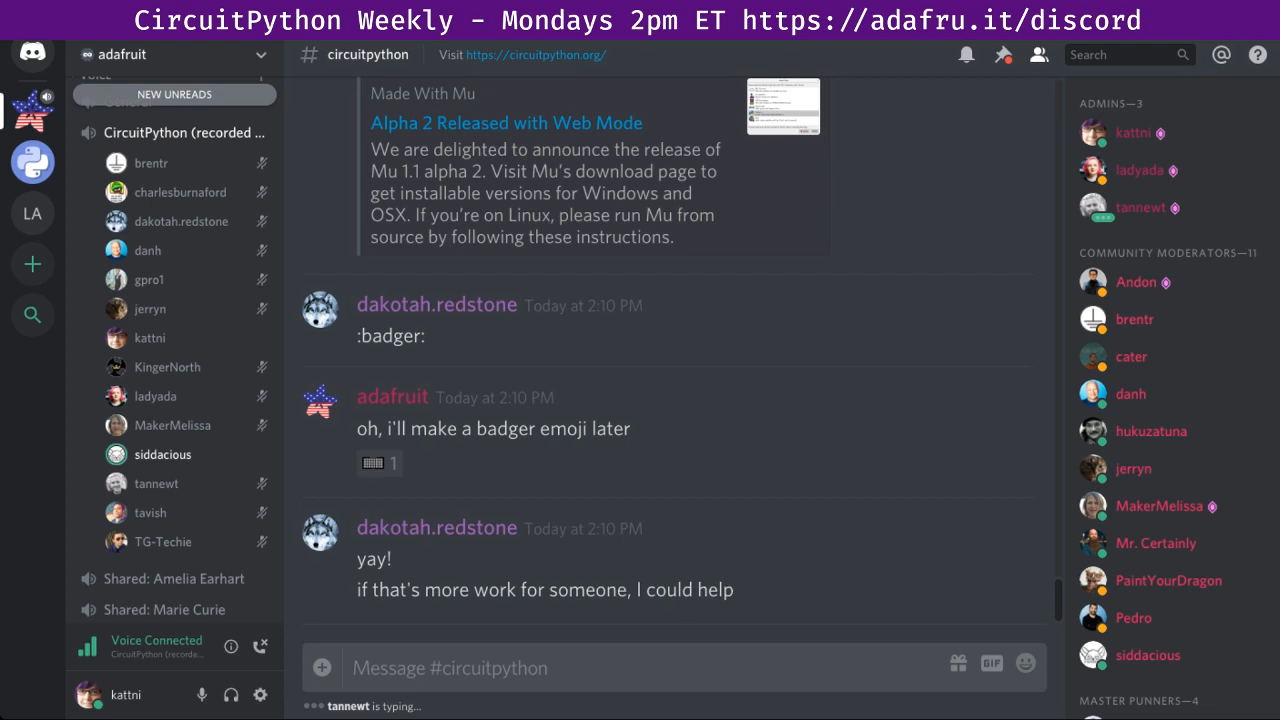 CircuitPython Weekly – Mondays 2pm ET https://adafru.it/discord
adafruit
# circuitpython
Visit https://circuitpython.org/
Search
NEW UNREADS
CircuitPython (recorded ...
brentr
charlesburnaford
dakotah.redstone
danh
gpro1
jerryn
kattni
KingerNorth
ladyada
MakerMelissa
siddacious
tannewt
tavish
TG-Techie
Shared: Amelia Earhart
Shared: Marie Curie
Voice Connected
CircuitPython (recorde...
kattni
LA
Made With Mu
Alpha 2 Released with Web Mode
We are delighted to announce the release of
Mu 1.1 alpha 2. Visit Mu's download page to
get installable versions for Windows and
OSX. If you're on Linux, please run Mu from
source by following these instructions.
dakotah.redstone Today at 2:10 PM
:badger:
adafruit Today at 2:10 PM
oh, i'll make a badger emoji later
1
dakotah.redstone Today at 2:10 PM
yay!
if that's more work for someone, I could help
Message #circuitpython
GIF
tannewt is typing...
ADMINS—3
kattni
ladyada
tannewt
COMMUNITY MODERATORS—11
Andon
brentr
cater
danh
hukuzatuna
jerryn
MakerMelissa
Mr. Certainly
PaintYourDragon
Pedro
siddacious
MASTER PUNNERS—4